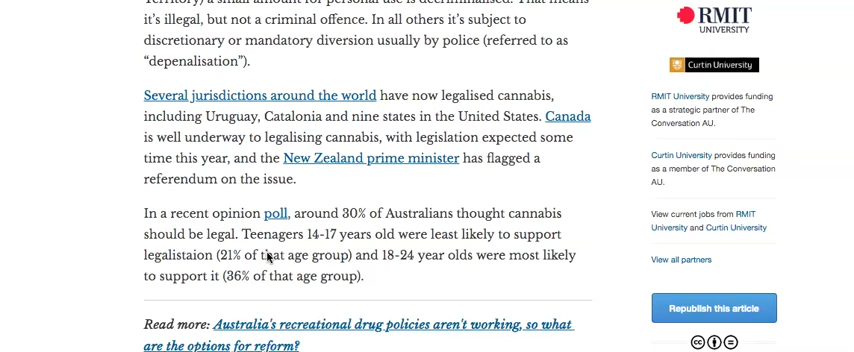 Territory) a small amount for personal use is decriminalised. That means
it's illegal, but not a criminal offence. In all others it's subject to
discretionary or mandatory diversion usually by police (referred to as
“depenalisation”).
Several jurisdictions around the world have now legalised cannabis,
including Uruguay, Catalonia and nine states in the United States. Canada
is well underway to legalising cannabis, with legislation expected some
time this year, and the New Zealand prime minister has flagged a
referendum on the issue.
In a recent opinion poll, around 30% of Australians thought cannabis
should be legal. Teenagers 14-17 years old were least likely to support
legalistaion (21% of that age group) and 18-24 year olds were most likely
to support it (36% of that age group).
Read more: Australia's recreational drug policies aren't working, so what
are the options for reform?
RMIT
UNIVERSITY
Curtin University
RMIT University provides funding
as a strategic partner of The
Conversation AU.
Curtin University provides funding
as a member of The Conversation
AU.
View current jobs from RMIT
University and Curtin University
View all partners
Republish this article
cc